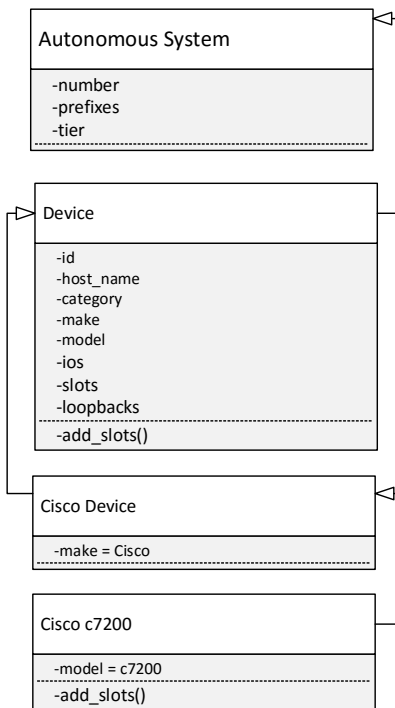 Autonomous System
-number
-prefixes
-tier
Device
-id
-host_name
-category
-make
-model
-ios
-slots
-loopbacks
-add_slots()
Cisco Device
-make = Cisco
Cisco c7200
-model = c7200
-add_slots()